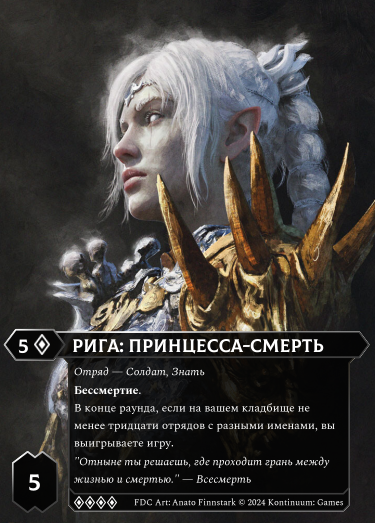 5
РИГА: ПРИНЦЕССА-СМЕРТЬ
Отряд — Солдат, Знать
Бессмертие.
В конце раунда, если на вашем кладбище не
менее тридцати отрядов с разными именами, вы
выигрываете игру.
"Отныне ты решаешь, где проходит грань между
жизнью и смертью." — Всесмерть
5
FDC Art: Anato Finnstark © 2024 Kontinuum: Games